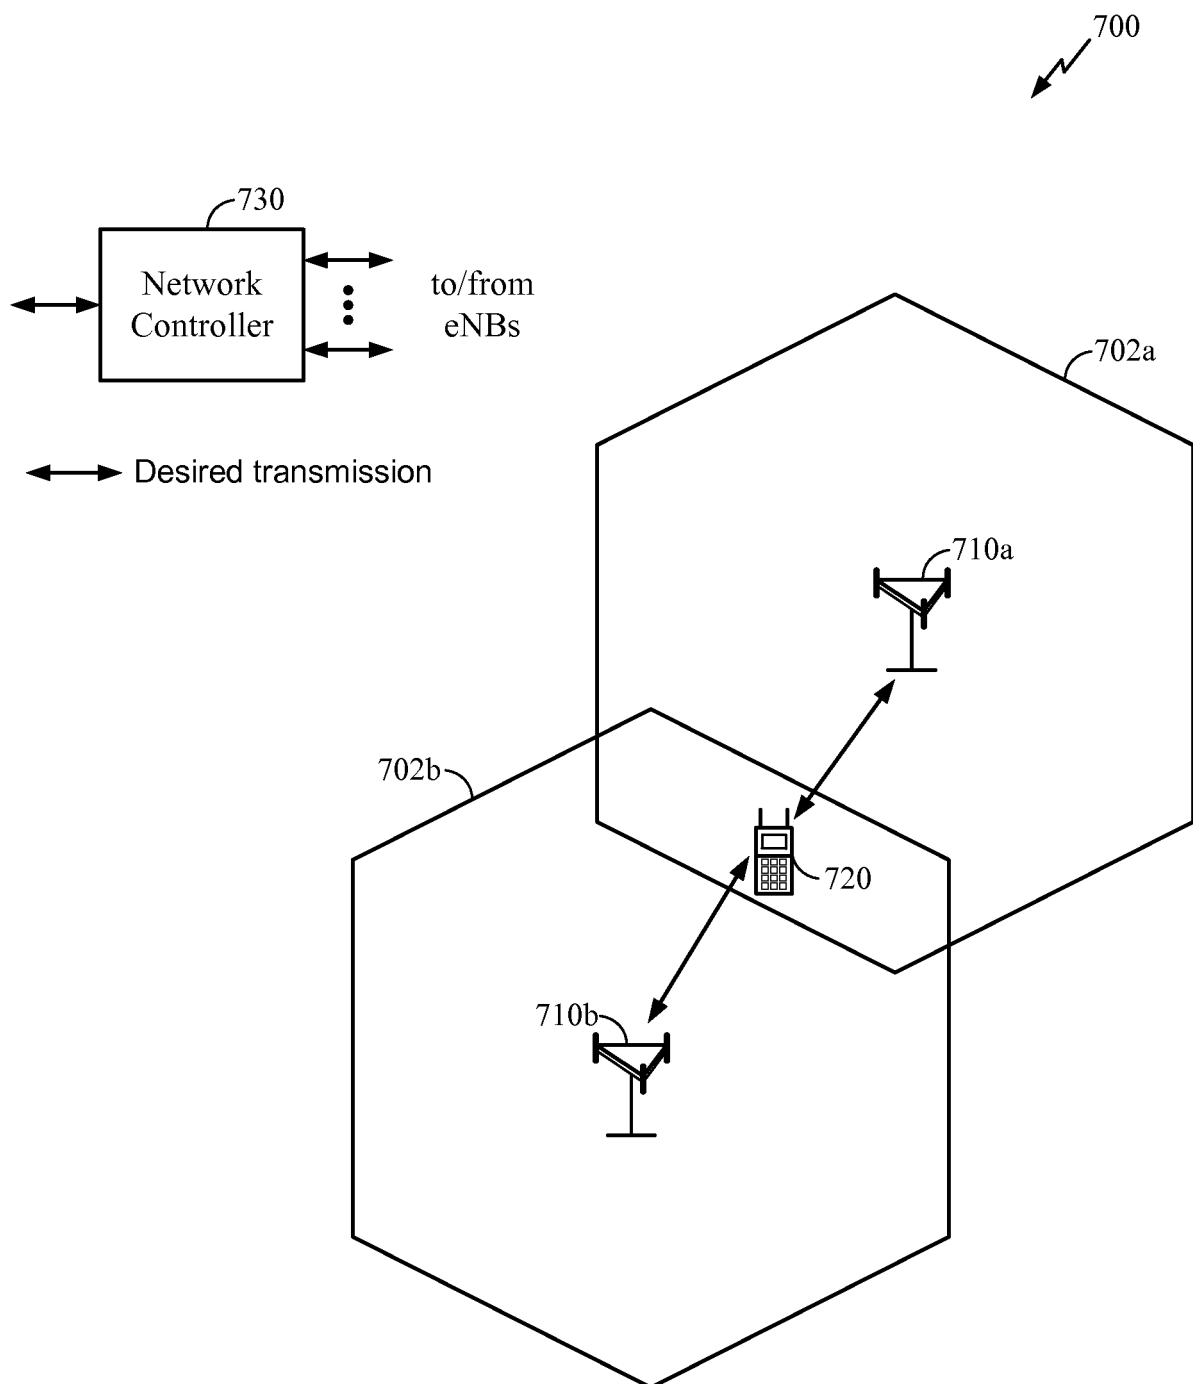 700
730
Network
Controller
to/from
eNBs
702a
Desired transmission
710a
702b
720
710b